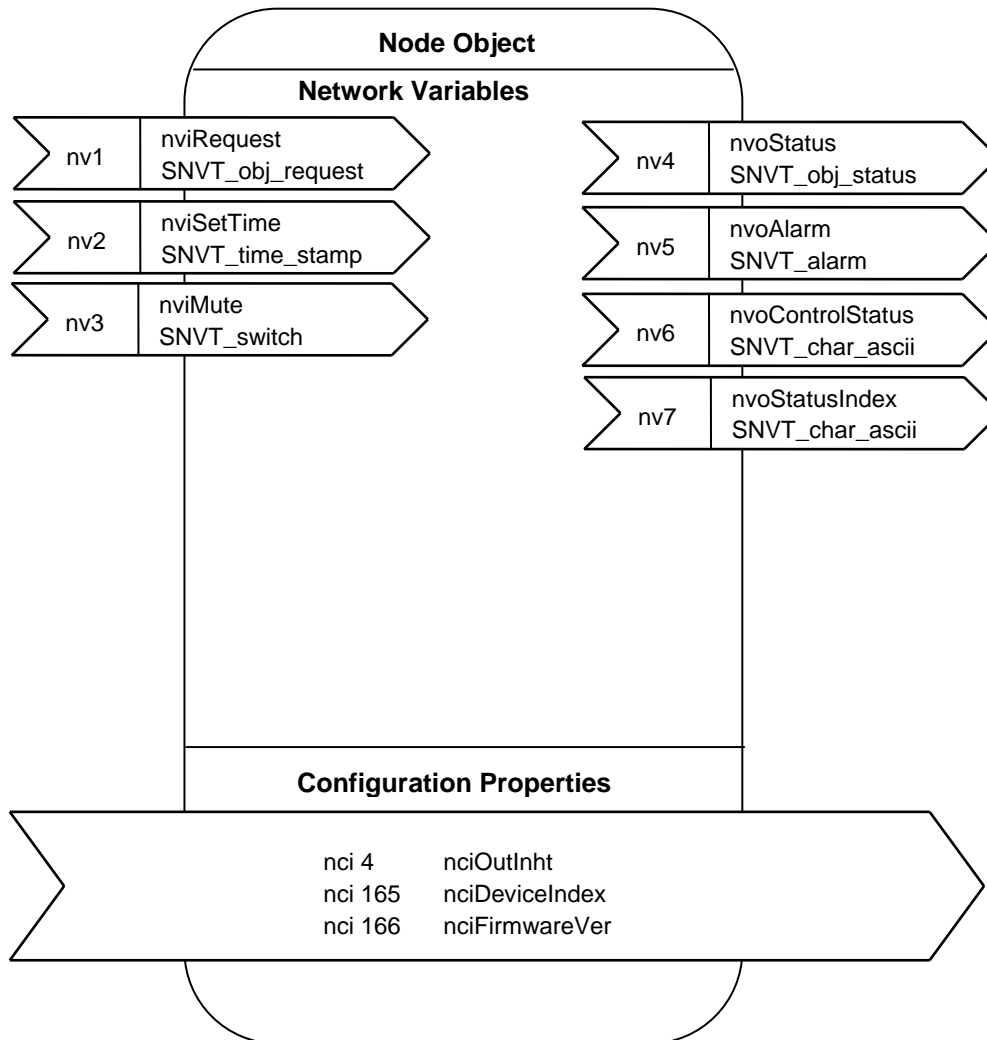 Node Object
Network Variables
nv1
nviRequest
SNVT_obj_request
nv2
nviSetTime
SNVT_time_stamp
nv3
nviMute
SNVT_switch
nv4
nvoStatus
SNVT_obj_status
nv5
nvoAlarm
SNVT_alarm
nv6
nvoControlStatus
SNVT_char_ascii
nv7
nvoStatusIndex
SNVT_char_ascii
Configuration Properties
nci 4 nciOutInht
nci 165 nciDeviceIndex
nci 166 nciFirmwareVer